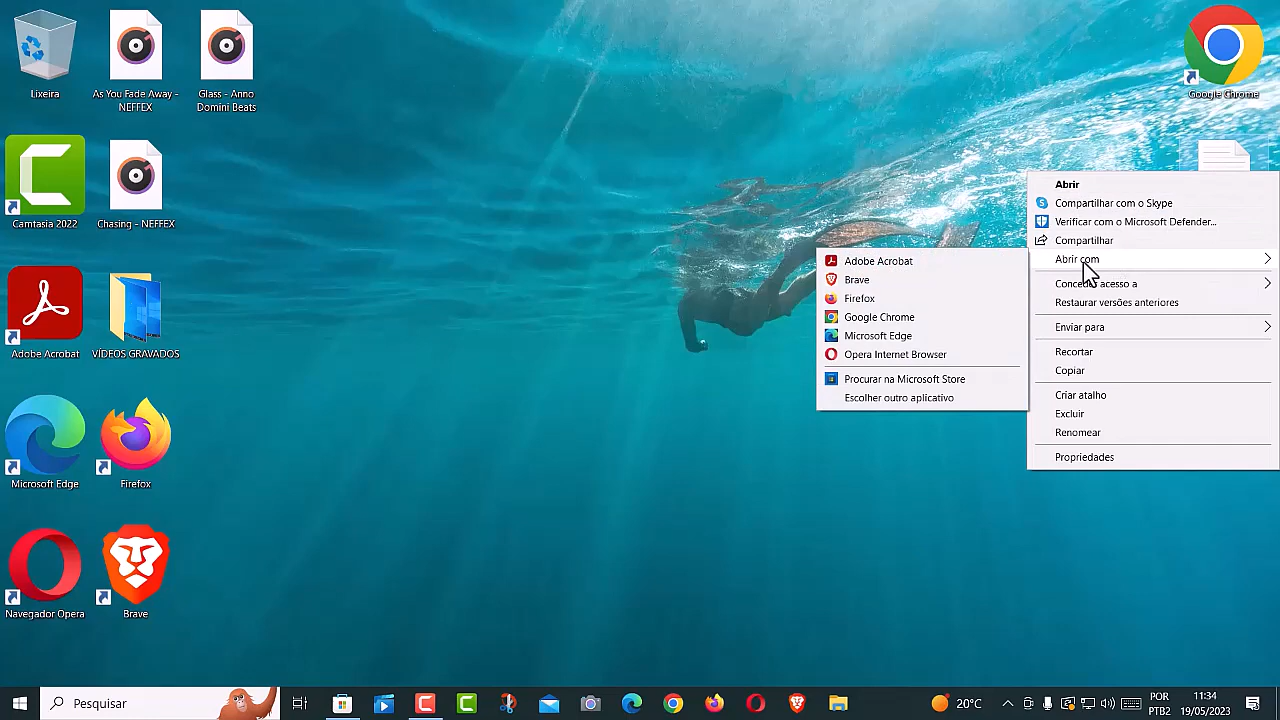 Lixeira
As You Fade Away -
NEFFEX
Glass - Anno
Domini Beats
Google Chrome
Camtasia 2022
Chasing - NEFFEX
Adobe Acrobat
VÍDEOS GRAVADOS
Microsoft Edge
Firefox
Navegador Opera
Brave
Abrir
Compartilhar com o Skype
Verificar com o Microsoft Defender...
Compartilhar
Abrir com
acesso a
Restaurar versões anteriores
Enviar para
Recortar
Copiar
Criar atalho
Excluir
Renomear
Propriedades
Adobe Acrobat
Brave
Firefox
Google Chrome
Microsoft Edge
Opera Internet Browser
Procurar na Microsoft Store
Escolher outro aplicativo
Pesquisar
20°C
POR
PTB2
11:34
19/05/2023